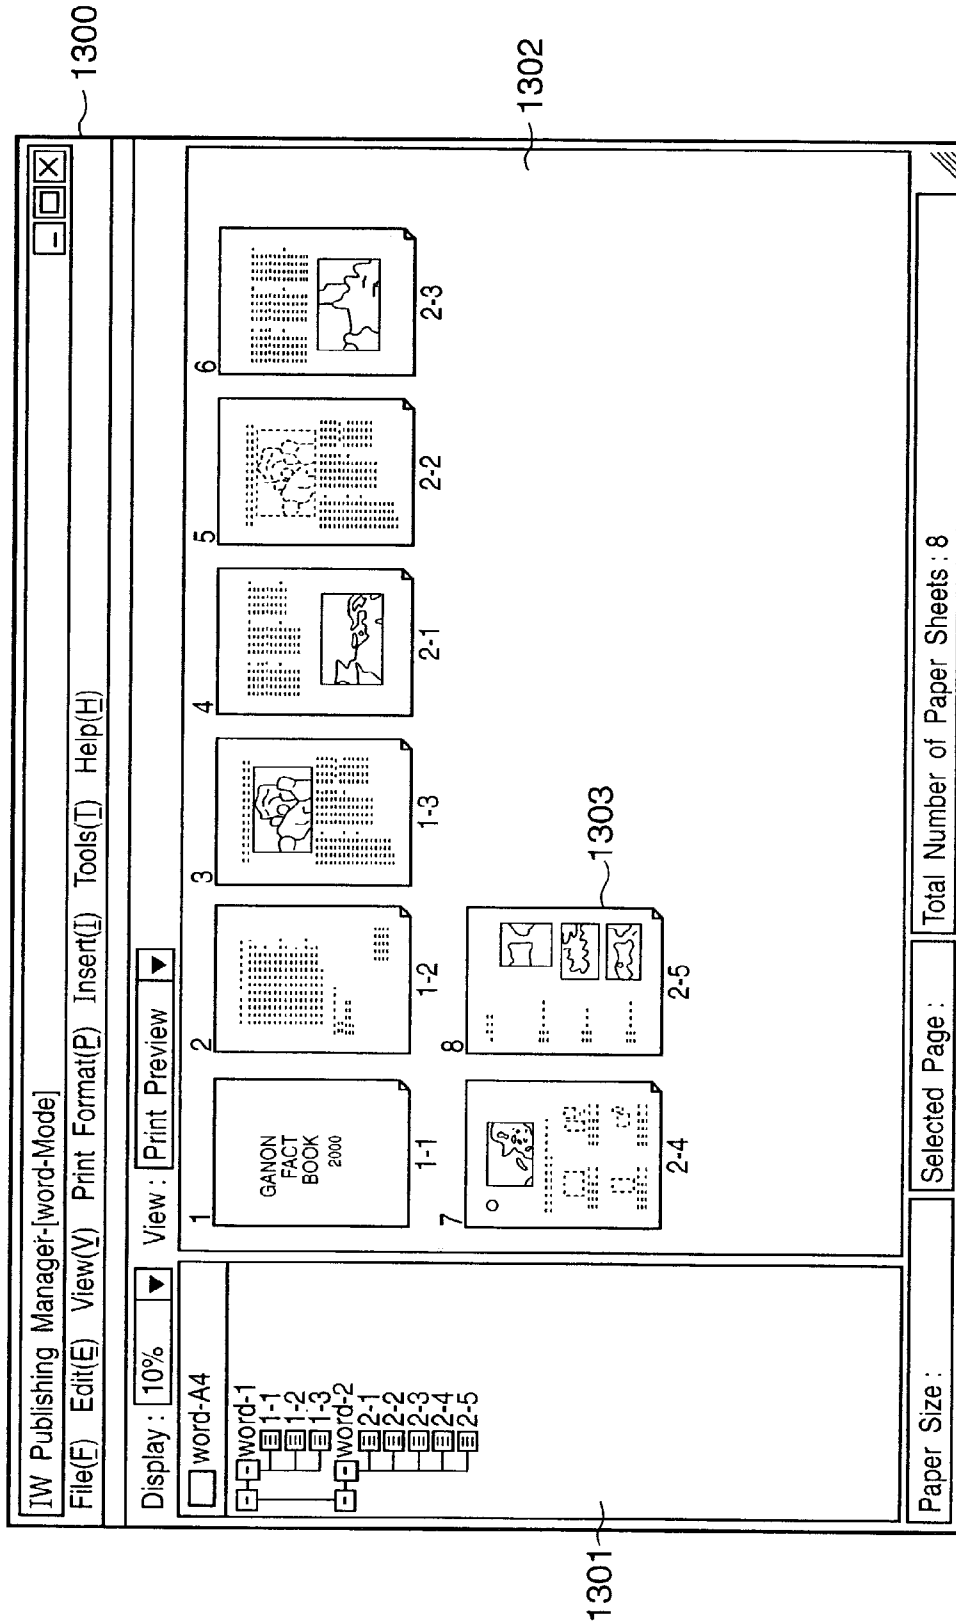 1300
IW Publishing Manager-[word-Mode]
File(F) Edit(E) View(V) Print Format(P) Insert(I) Tools(T) Help(H)
Display : 10% View : Print Preview
word-A4
word-1
1-1
1-2
1-3
word-2
2-1
2-2
2-3
2-4
2-5
1301
1
GANON
FACT
BOOK
2000
1-1
2
1-2
3
1-3
4
2-1
5
2-2
6
2-3
7
2-4
8
2-5
1303
1302
Paper Size :
Selected Page :
Total Number of Paper Sheets : 8